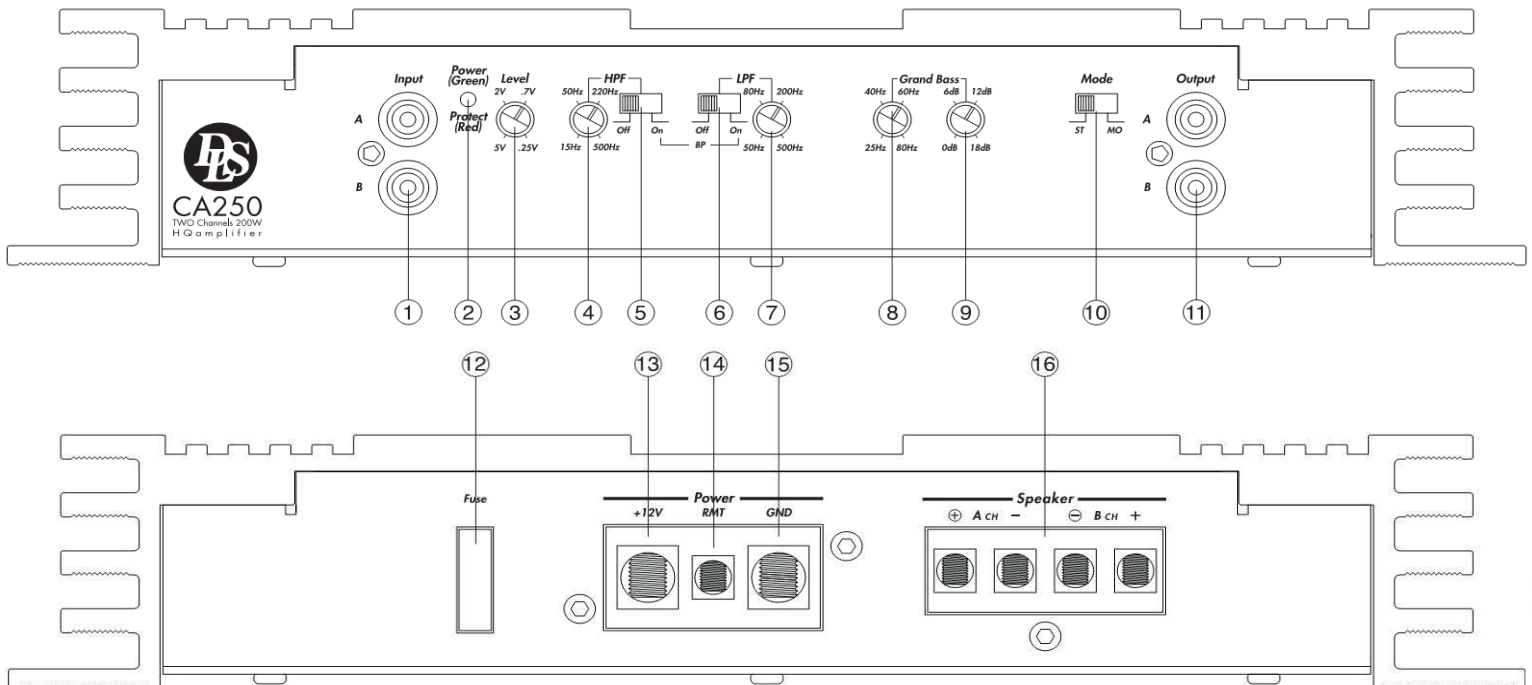 Input
A
B
Power
(Green)
Protect
(Red)
Level
2V .7V
5V .25V
HPF
50Hz 220Hz
15Hz 500Hz
Off On
BP
LPF
Off On
80Hz 200Hz
50Hz 500Hz
Grand Bass
40Hz 60Hz
25Hz 80Hz
6dB 12dB
0dB 18dB
Mode
ST MO
Output
A
B
DLS
CA250
TWO Channels 200W
HQamplifier
1 2 3 4 5 6 7 8 9 10 11
12 13 14 15 16
Fuse
Power
+12V RMT GND
Speaker
⊕ A CH − ⊖ B CH +